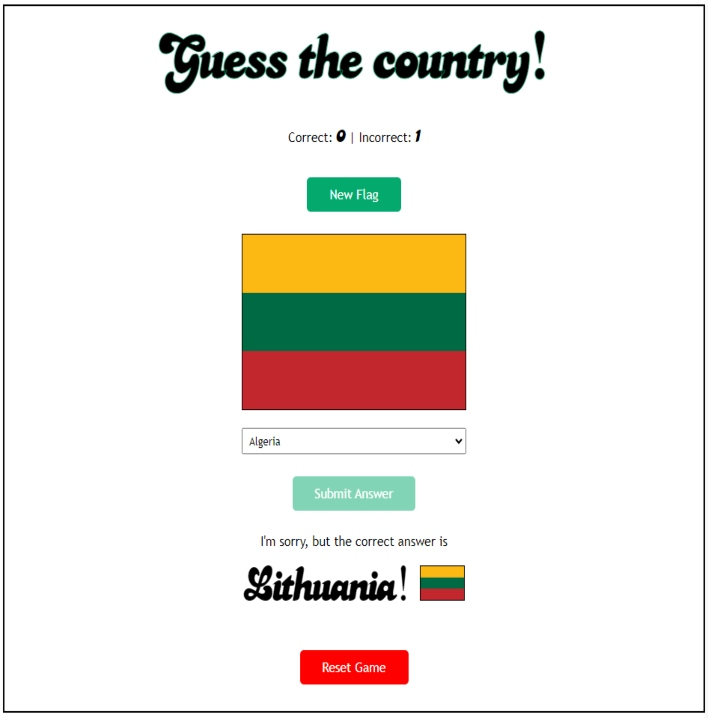 Guess the country!
Correct: 0 | Incorrect: 1
New Flag
Algeria
Submit Answer
I'm sorry, but the correct answer is
Lithuania!
Reset Game